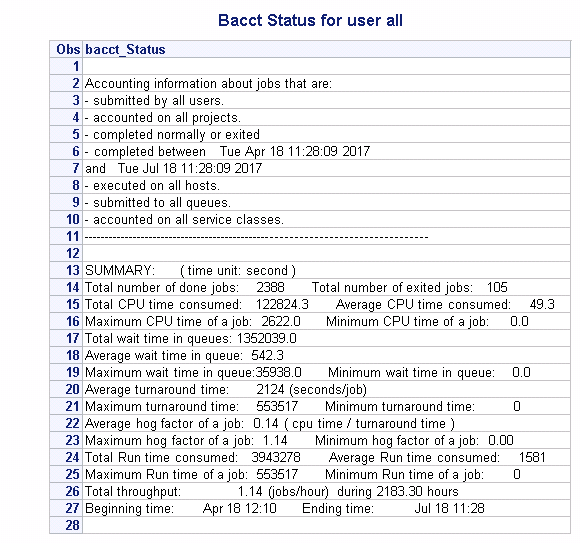 Bacct Status for user all
Obs bacct_Status
1
2 Accounting information about jobs that are:
3 - submitted by all users.
4 - accounted on all projects.
5 - completed normally or exited
6 - completed between Tue Apr 18 11:28:09 2017
7 and Tue Jul 18 11:28:09 2017
8 - executed on all hosts.
9 - submitted to all queues.
10 - accounted on all service classes.
11 ------------------------------------------------------------------------------
12
13 SUMMARY: ( time unit: second )
14 Total number of done jobs: 2388 Total number of exited jobs: 105
15 Total CPU time consumed: 122824.3 Average CPU time consumed: 49.3
16 Maximum CPU time of a job: 2622.0 Minimum CPU time of a job: 0.0
17 Total wait time in queues: 1352039.0
18 Average wait time in queue: 542.3
19 Maximum wait time in queue:35938.0 Minimum wait time in queue: 0.0
20 Average turnaround time: 2124 (seconds/job)
21 Maximum turnaround time: 553517 Minimum turnaround time: 0
22 Average hog factor of a job: 0.14 ( cpu time / turnaround time )
23 Maximum hog factor of a job: 1.14 Minimum hog factor of a job: 0.00
24 Total Run time consumed: 3943278 Average Run time consumed: 1581
25 Maximum Run time of a job: 553517 Minimum Run time of a job: 0
26 Total throughput: 1.14 (jobs/hour) during 2183.30 hours
27 Beginning time: Apr 18 12:10 Ending time: Jul 18 11:28
28